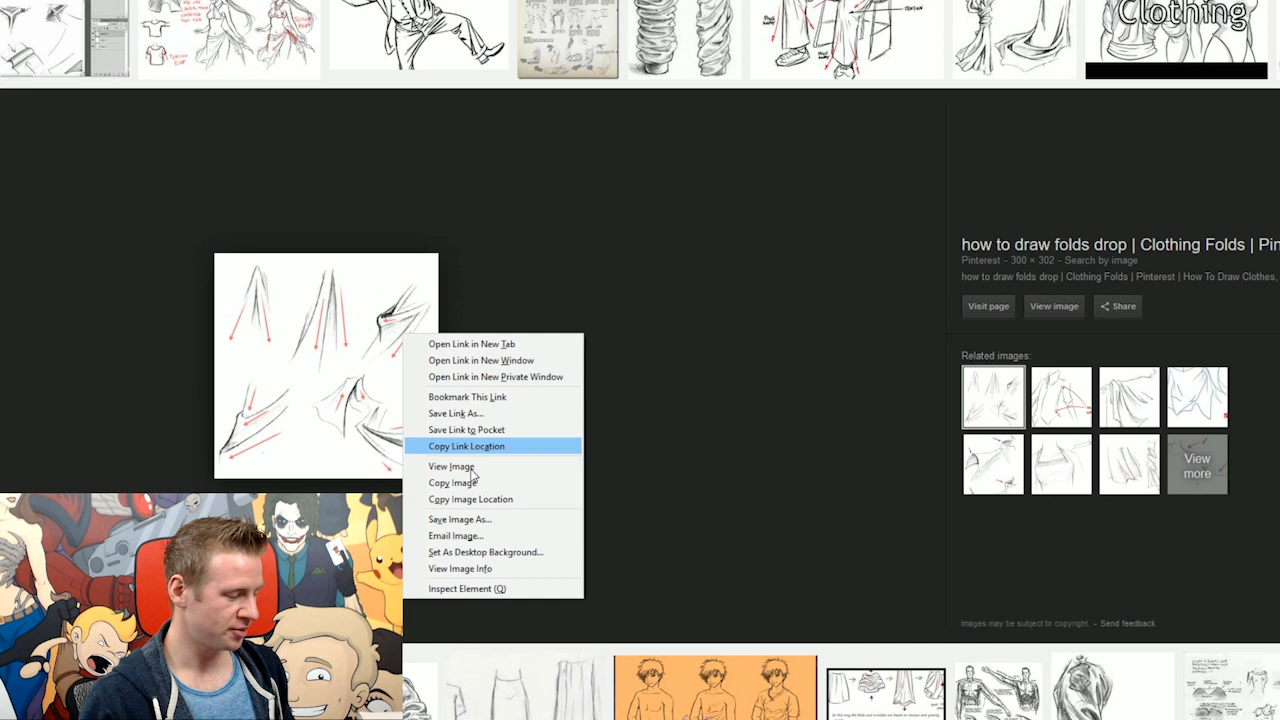 Clothing
how to draw folds drop | Clothing Folds | Pin
Pinterest - 300 × 302 - Search by image
how to draw folds drop | Clothing Folds | Pinterest | How To Draw Clothes,
Visit page
View image
Share
Open Link in New Tab
Open Link in New Window
Open Link in New Private Window
Bookmark This Link
Save Link As...
Save Link to Pocket
Copy Link Location
View Image
Copy Image
Copy Image Location
Save Image As...
Email Image...
Set As Desktop Background...
View Image Info
Inspect Element (Q)
Related images:
View
more
Images may be subject to copyright. - Send feedback